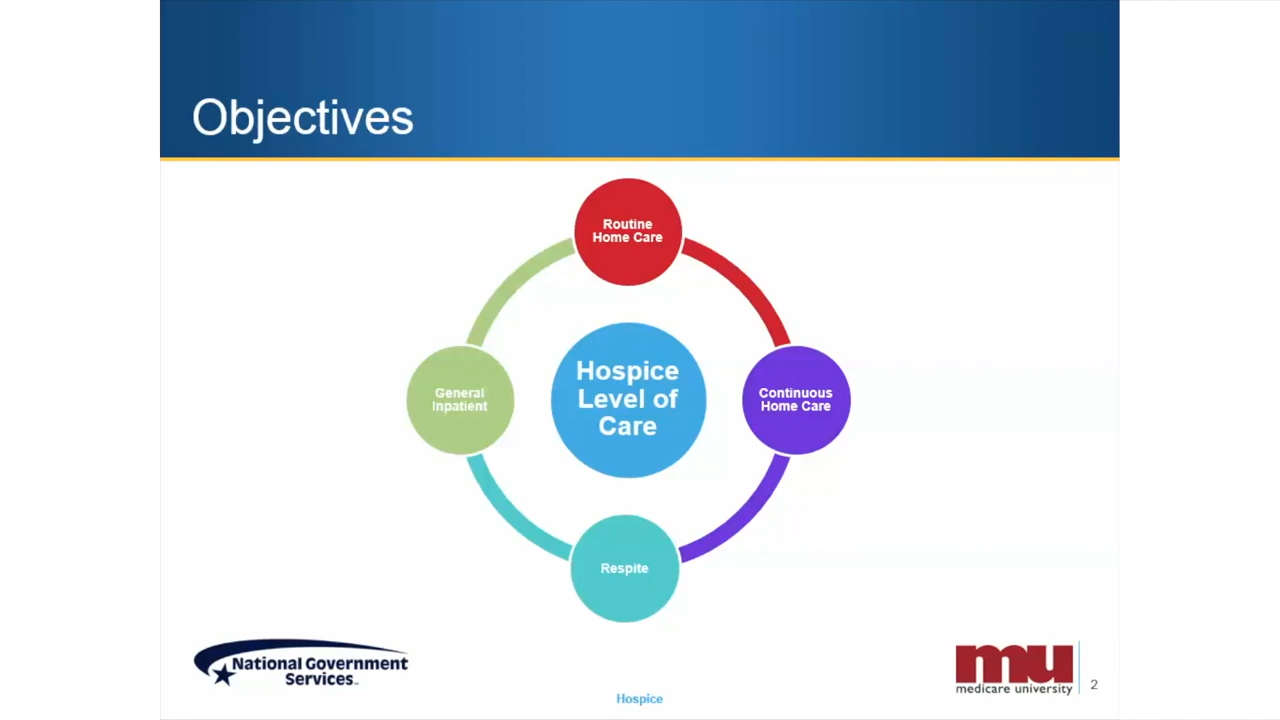 Objectives
Routine
Home Care
Hospice
Level of
Care
General
Inpatient
Continuous
Home Care
Respite
National Government
Services
mu
medicare university
2
Hospice